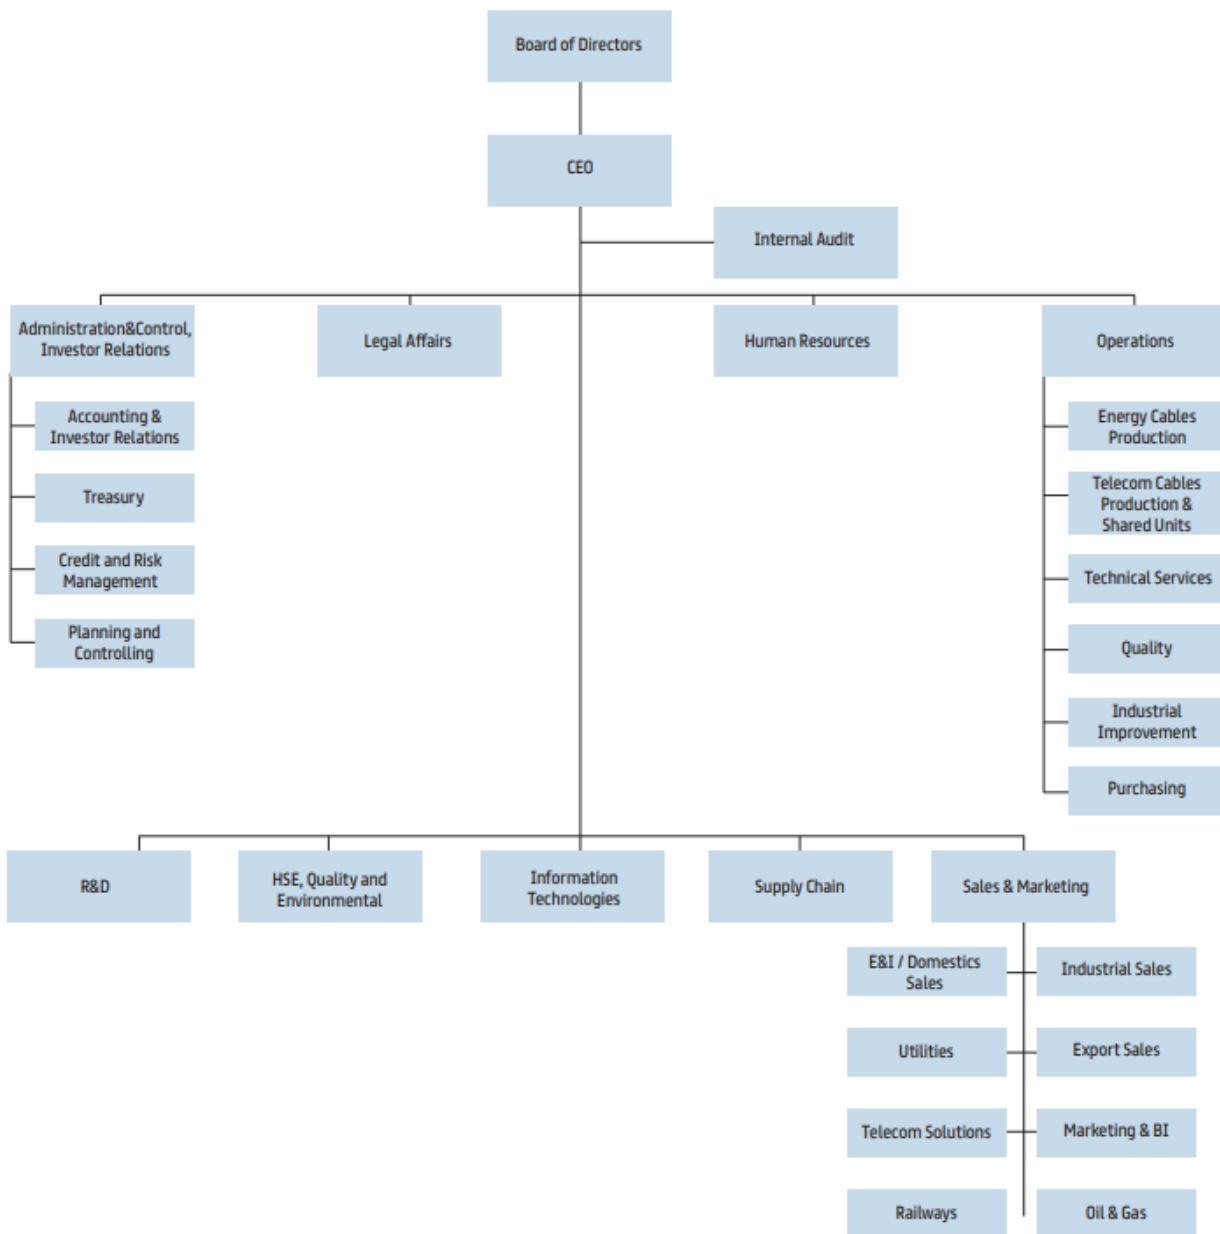 Board of Directors
CEO
Internal Audit
Administration&Control,
Investor Relations
Legal Affairs
Human Resources
Operations
Accounting &
Investor Relations
Treasury
Credit and Risk
Management
Planning and
Controlling
Energy Cables
Production
Telecom Cables
Production &
Shared Units
Technical Services
Quality
Industrial
Improvement
Purchasing
R&D
HSE, Quality and
Environmental
Information
Technologies
Supply Chain
Sales & Marketing
E&I / Domestics
Sales
Industrial Sales
Utilities
Export Sales
Telecom Solutions
Marketing & BI
Railways
Oil & Gas